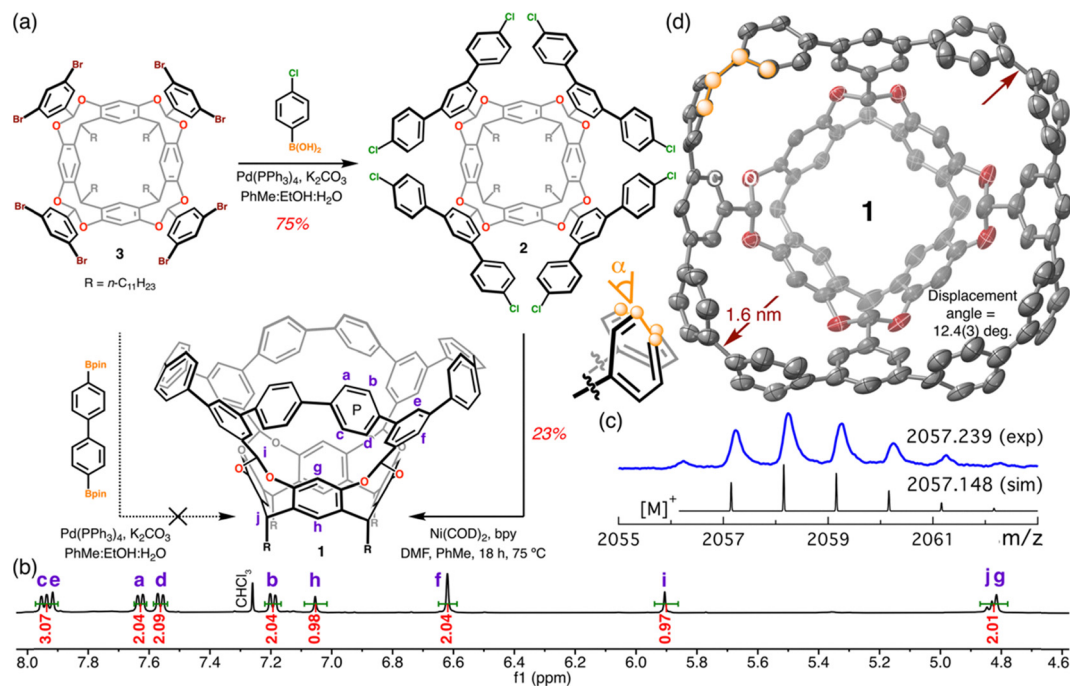 (a)
Br
Br
Br
Br
O
O
O
O
R
R
R
R
O
O
O
O
Br
Br
Br
Br
3
R = n-C11H23
Cl
B(OH)2
Pd(PPh3)4, K2CO3
PhMe:EtOH:H2O
75%
Cl
Cl
Cl
Cl
O
O
O
O
R
R
R
R
O
O
O
O
2
Cl
Cl
Cl
Cl
Bpin
Bpin
Pd(PPh3)4, K2CO3
PhMe:EtOH:H2O
a
b
P
c
d
e
f
i
g
O
O
O
O
j
h
R
R
R
R
1
23%
Ni(COD)2, bpy
DMF, PhMe, 18 h, 75 ºC
α
(d)
C
O
1
1.6 nm
Displacement
angle =
12.4(3) deg.
(c)
2057.239 (exp)
2057.148 (sim)
[M]+
2055
2057
2059
2061
m/z
(b)
c e
a
d
CHCl3
b
h
f
i
j g
3.07
2.04
2.09
2.04
0.98
2.04
0.97
2.01
8.0 7.8 7.6 7.4 7.2 7.0 6.8 6.6 6.4 6.2 6.0 5.8 5.6 5.4 5.2 5.0 4.8 4.6
f1 (ppm)